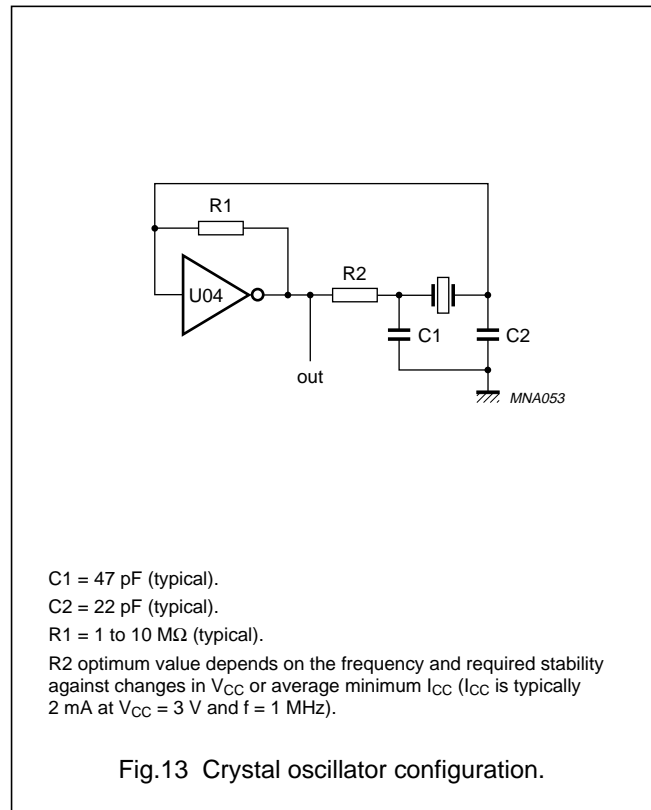 R1
R2
U04
C1
C2
out
MNA053
C1 = 47 pF (typical).
C2 = 22 pF (typical).
R1 = 1 to 10 MΩ (typical).
R2 optimum value depends on the frequency and required stability
against changes in VCC or average minimum ICC (ICC is typically
2 mA at VCC = 3 V and f = 1 MHz).
Fig.13 Crystal oscillator configuration.